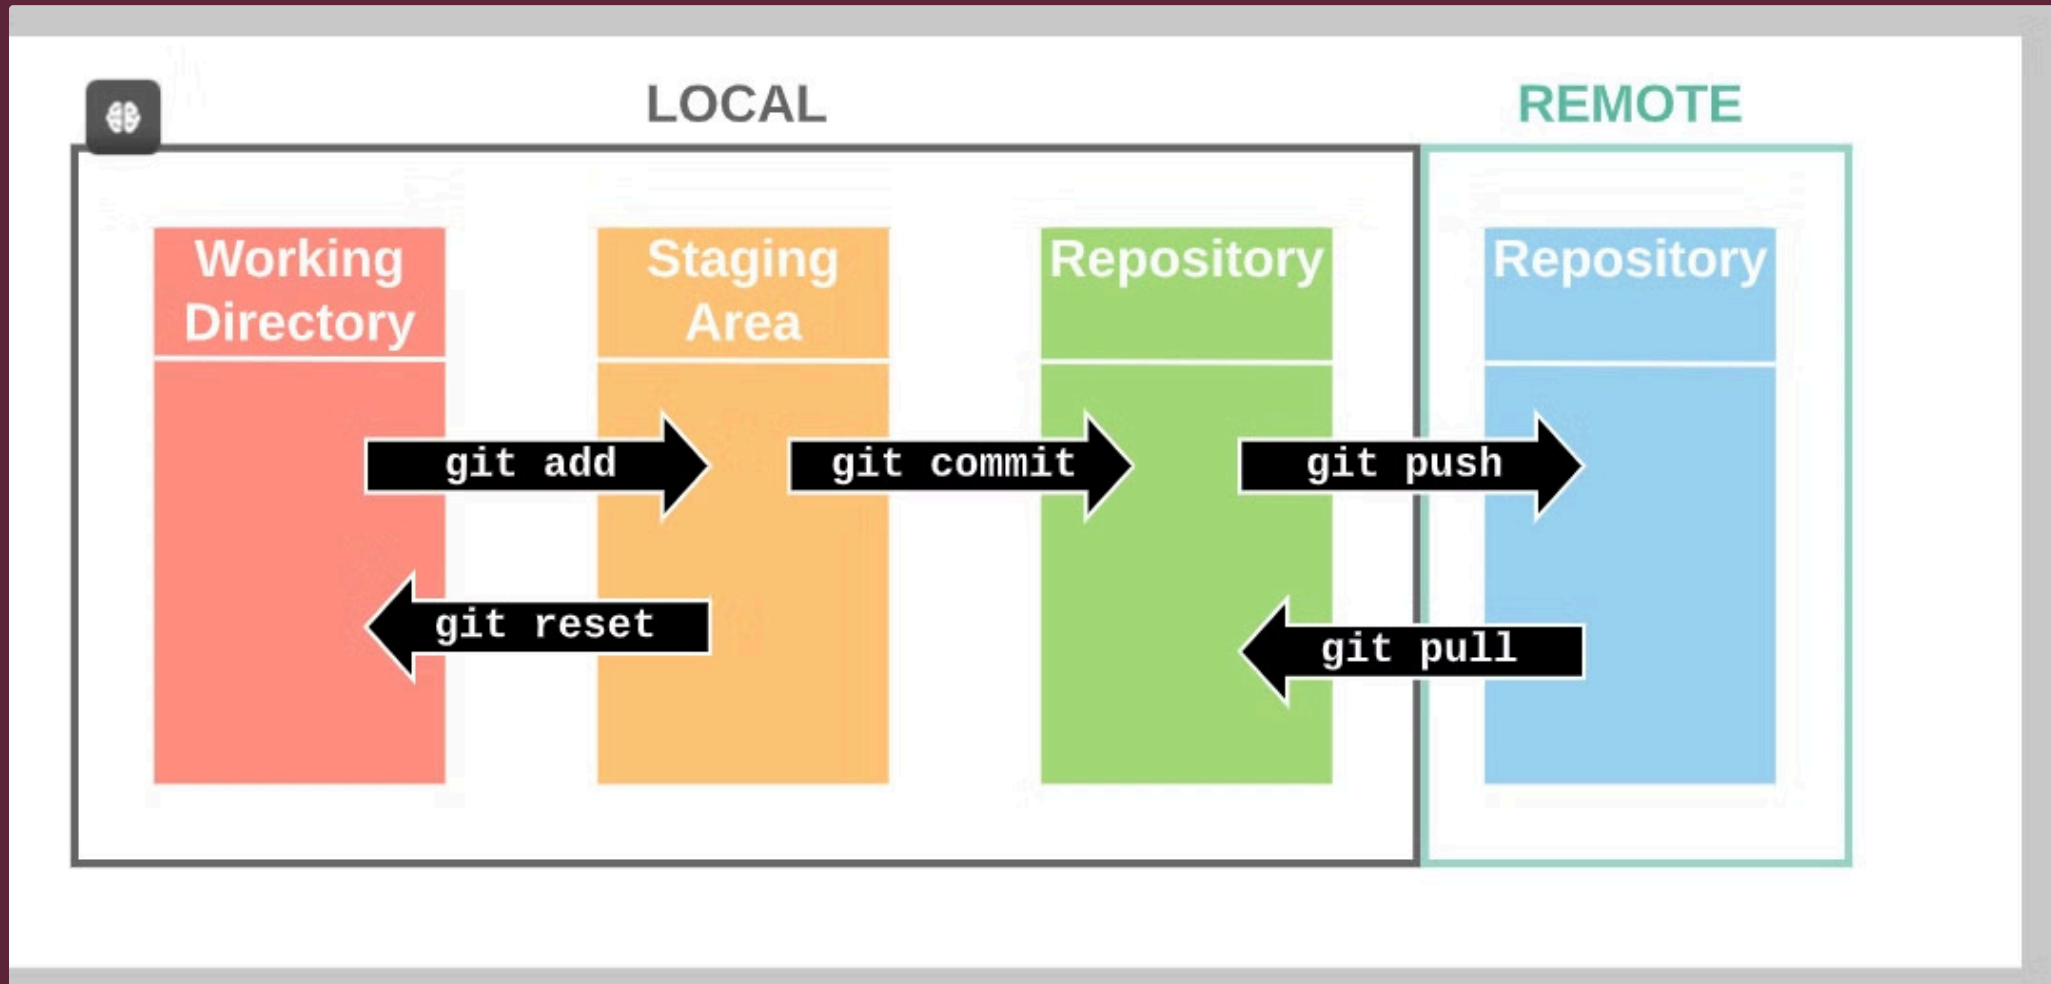 LOCAL
REMOTE
Working
Directory
Staging
Area
Repository
Repository
git add
git commit
git push
git reset
git pull